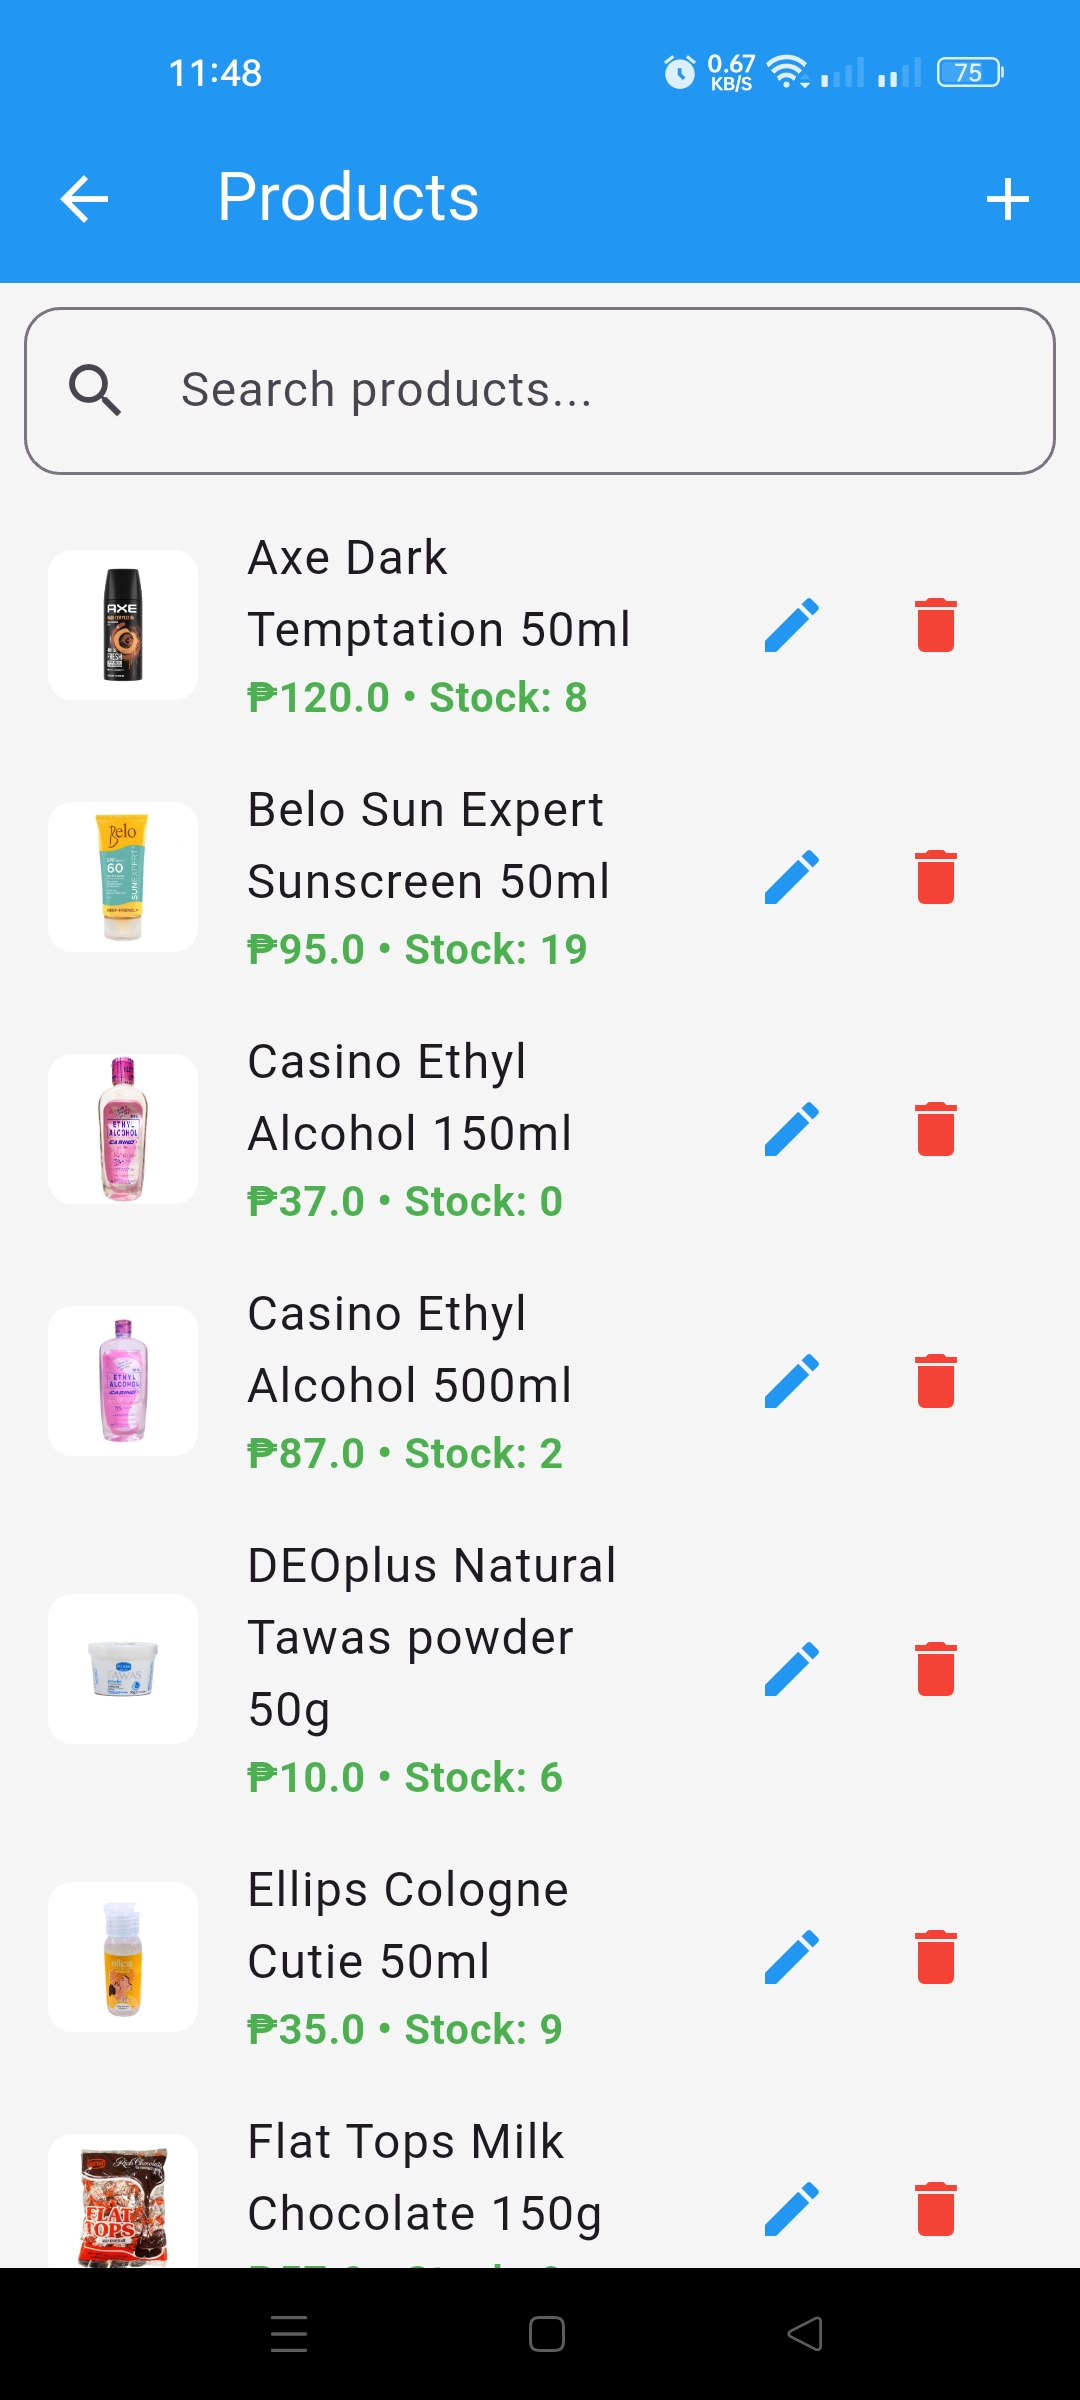 11:48
0.67
KB/S
75
Products
Search products...
AXE
Axe Dark
Temptation 50ml
₱120.0 • Stock: 8
Belo
60
Belo Sun Expert
Sunscreen 50ml
₱95.0 • Stock: 19
ETHYL
ALCOHOL
CASINO
Casino Ethyl
Alcohol 150ml
₱37.0 • Stock: 0
ETHYL
ALCOHOL
CASINO
Casino Ethyl
Alcohol 500ml
₱87.0 • Stock: 2
TAWAS
DEOplus Natural
Tawas powder
50g
₱10.0 • Stock: 6
Ellips Cologne
Cutie 50ml
₱35.0 • Stock: 9
FLAT
TOPS
Flat Tops Milk
Chocolate 150g